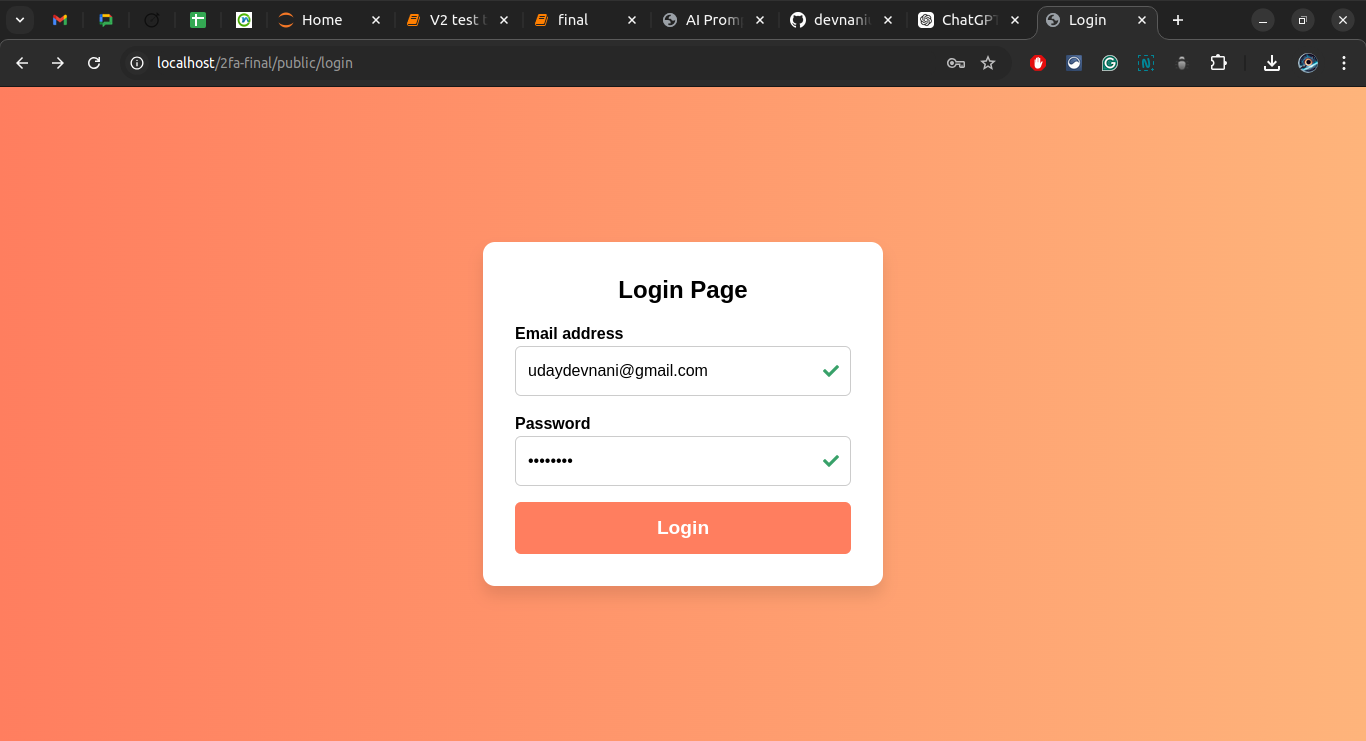 Home
V2 test
final
AI Prom
devnani
ChatGPT
Login
localhost/2fa-final/public/login
Login Page
Email address
udaydevnani@gmail.com
Password
••••••••
Login